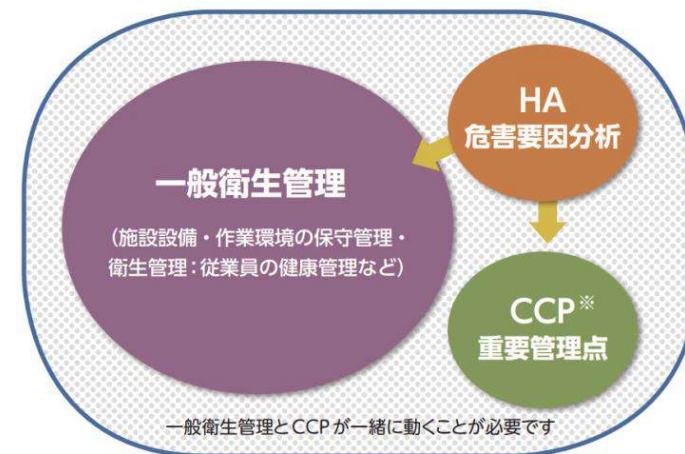 HA
危害要因分析
一般衛生管理
(施設設備・作業環境の保守管理・
衛生管理：従業員の健康管理など)
CCP※
重要管理点
一般衛生管理とCCPが一緒に動くことが必要です